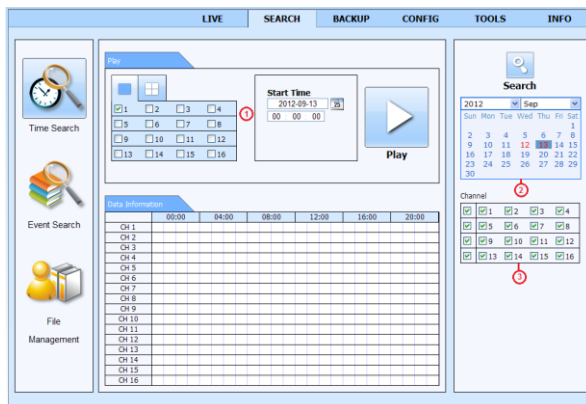 LIVE SEARCH BACKUP CONFIG TOOLS INFO
Time Search
Event Search
File
Management
Play
1 2 3 4
5 6 7 8
9 10 11 12
13 14 15 16
1
Start Time
2012-09-13
00 00 00
Play
Data Information
00:00 04:00 08:00 12:00 16:00 20:00
CH 1
CH 2
CH 3
CH 4
CH 5
CH 6
CH 7
CH 8
CH 9
CH 10
CH 11
CH 12
CH 13
CH 14
CH 15
CH 16
Search
2012 Sep
Sun Mon Tue Wed Thu Fri Sat
1
2 3 4 5 6 7 8
9 10 11 12 13 14 15
16 17 18 19 20 21 22
23 24 25 26 27 28 29
30
2
Channel
1 2 3 4
5 6 7 8
9 10 11 12
13 14 15 16
3